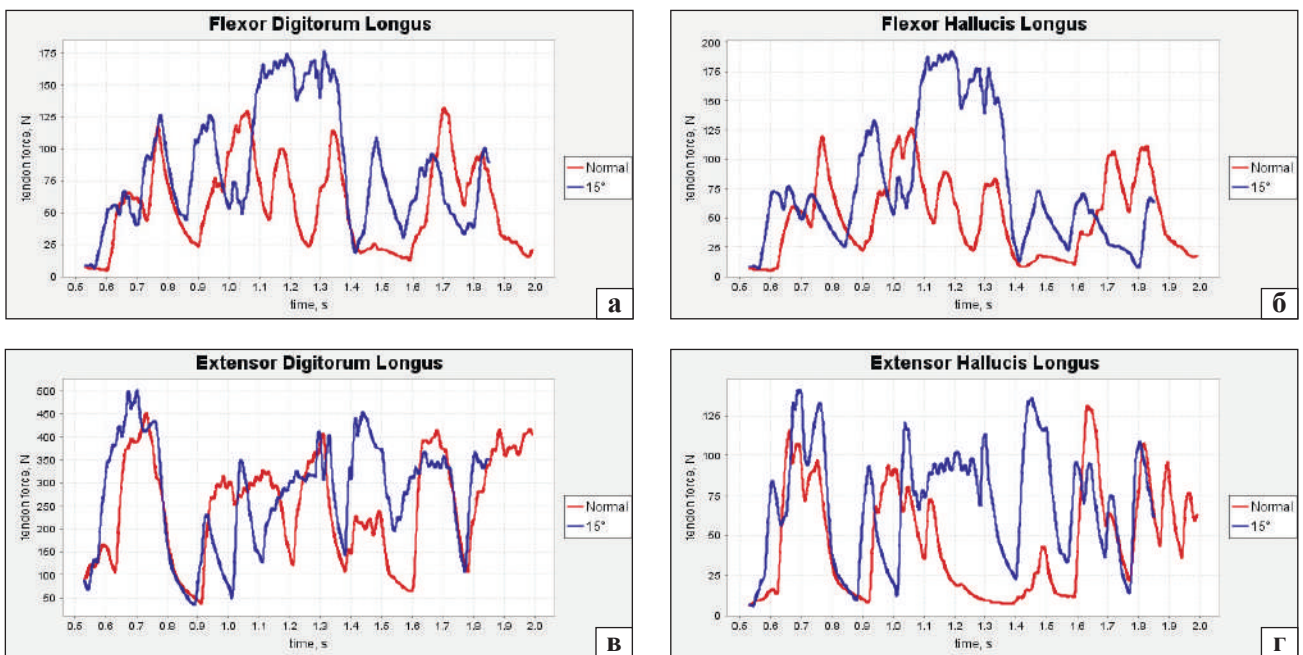 Flexor Digitorum Longus
tendon force, N
175
150
125
100
75
50
25
0
0.5 0.6 0.7 0.8 0.9 1.0 1.1 1.2 1.3 1.4 1.5 1.6 1.7 1.8 1.9 2.0
time, s
Normal
15°
а
Flexor Hallucis Longus
tendon force, N
200
175
150
125
100
75
50
25
0
0.5 0.6 0.7 0.8 0.9 1.0 1.1 1.2 1.3 1.4 1.5 1.6 1.7 1.8 1.9 2.0
time, s
Normal
15°
б
Extensor Digitorum Longus
tendon force, N
500
450
400
350
300
250
200
150
100
50
0.5 0.6 0.7 0.8 0.9 1.0 1.1 1.2 1.3 1.4 1.5 1.6 1.7 1.8 1.9 2.0
time, s
Normal
15°
в
Extensor Hallucis Longus
tendon force, N
125
100
75
50
25
0
0.5 0.6 0.7 0.8 0.9 1.0 1.1 1.2 1.3 1.4 1.5 1.6 1.7 1.8 1.9 2.0
time, s
Normal
15°
г